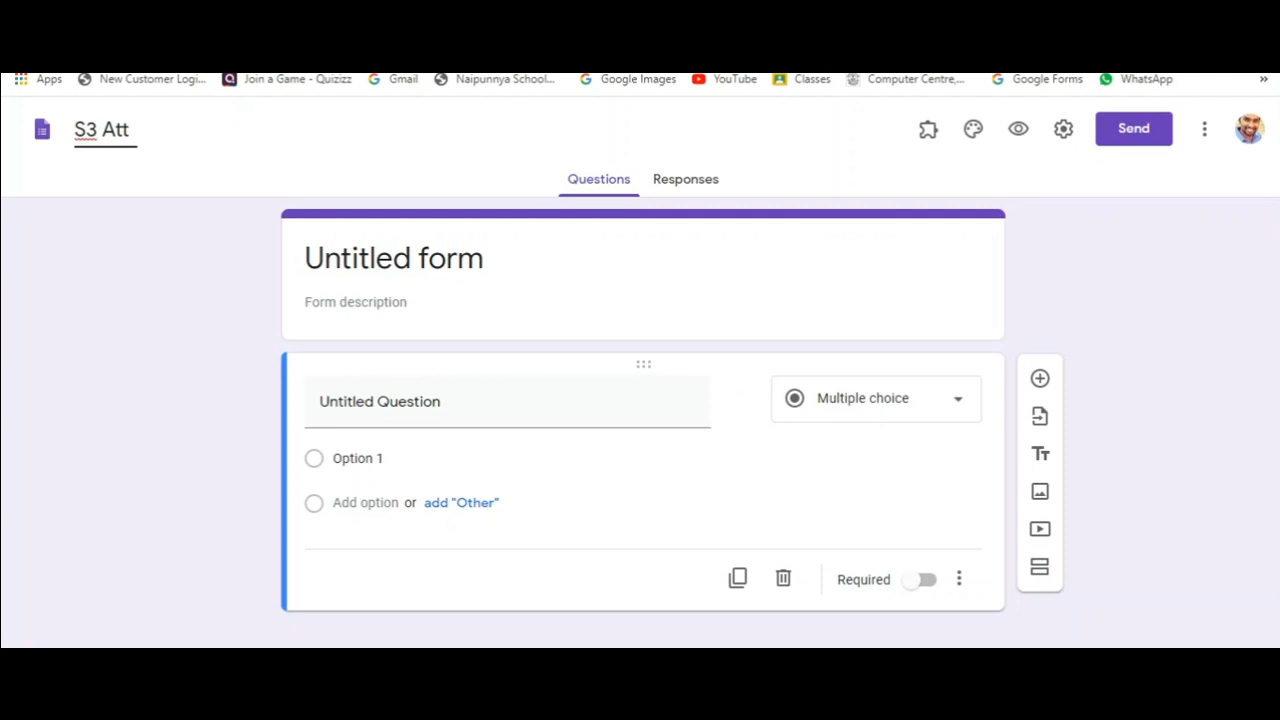 Apps New Customer Logi... Join a Game - Quizizz Gmail Naipunnya School... Google Images YouTube Classes Computer Centre,... Google Forms WhatsApp »
S3 Att Send
Questions Responses
Untitled form
Form description
Untitled Question Multiple choice
Option 1
Add option or add "Other"
Required